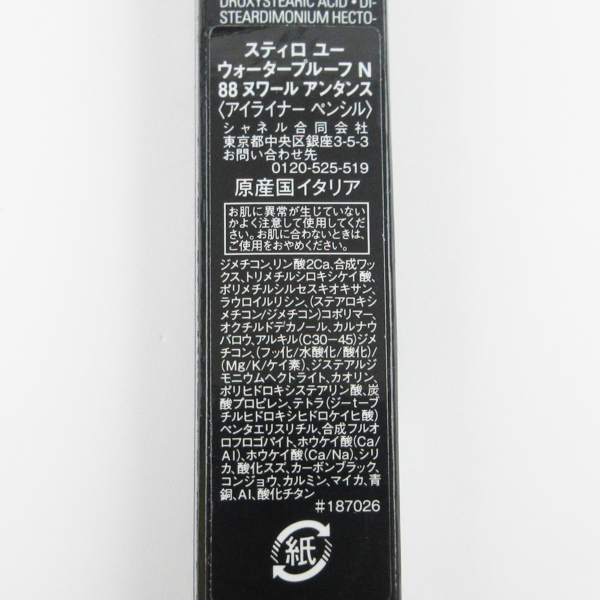 DROXYSTEARIC ACID • DI-
STEARDIMONIUM HECTO-
スティロ ユー
ウォータープルーフ N
88 ヌワール アンタンス
〈アイライナー ペンシル〉
シャネル合同会社
東京都中央区銀座3-5-3
お問い合わせ先
0120-525-519
原産国イタリア
お肌に異常が生じていない
かよく注意して使用してくだ
さい。お肌に合わないときは、
ご使用をおやめください。
ジメチコン,リン酸2Ca,合成ワッ
クス,トリメチルシロキシケイ酸,
ポリメチルシルセスキオキサン,
ラウロイルリシン,(ステアロキシ
メチコン/ジメチコン)コポリマー,
オクチルドデカノール,カルナウ
バロウ,アルキル(C30-45)ジメ
チコン,(フッ化/水酸化/酸化)/
(Mg/K/ケイ素),ジステアルジ
モニウムヘクトライト,カオリン,
ポリヒドロキシステアリン酸,炭
酸プロピレン,テトラ(ジ-t-ブ
チルヒドロキシヒドロケイヒ酸)
ペンタエリスリチル,合成フルオ
ロフロゴパイト,ホウケイ酸(Ca/
Al),ホウケイ酸(Ca/Na),シリ
カ,酸化スズ,カーボンブラック,
コンジョウ,カルミン,マイカ,青
銅,Al,酸化チタン
#187026
紙